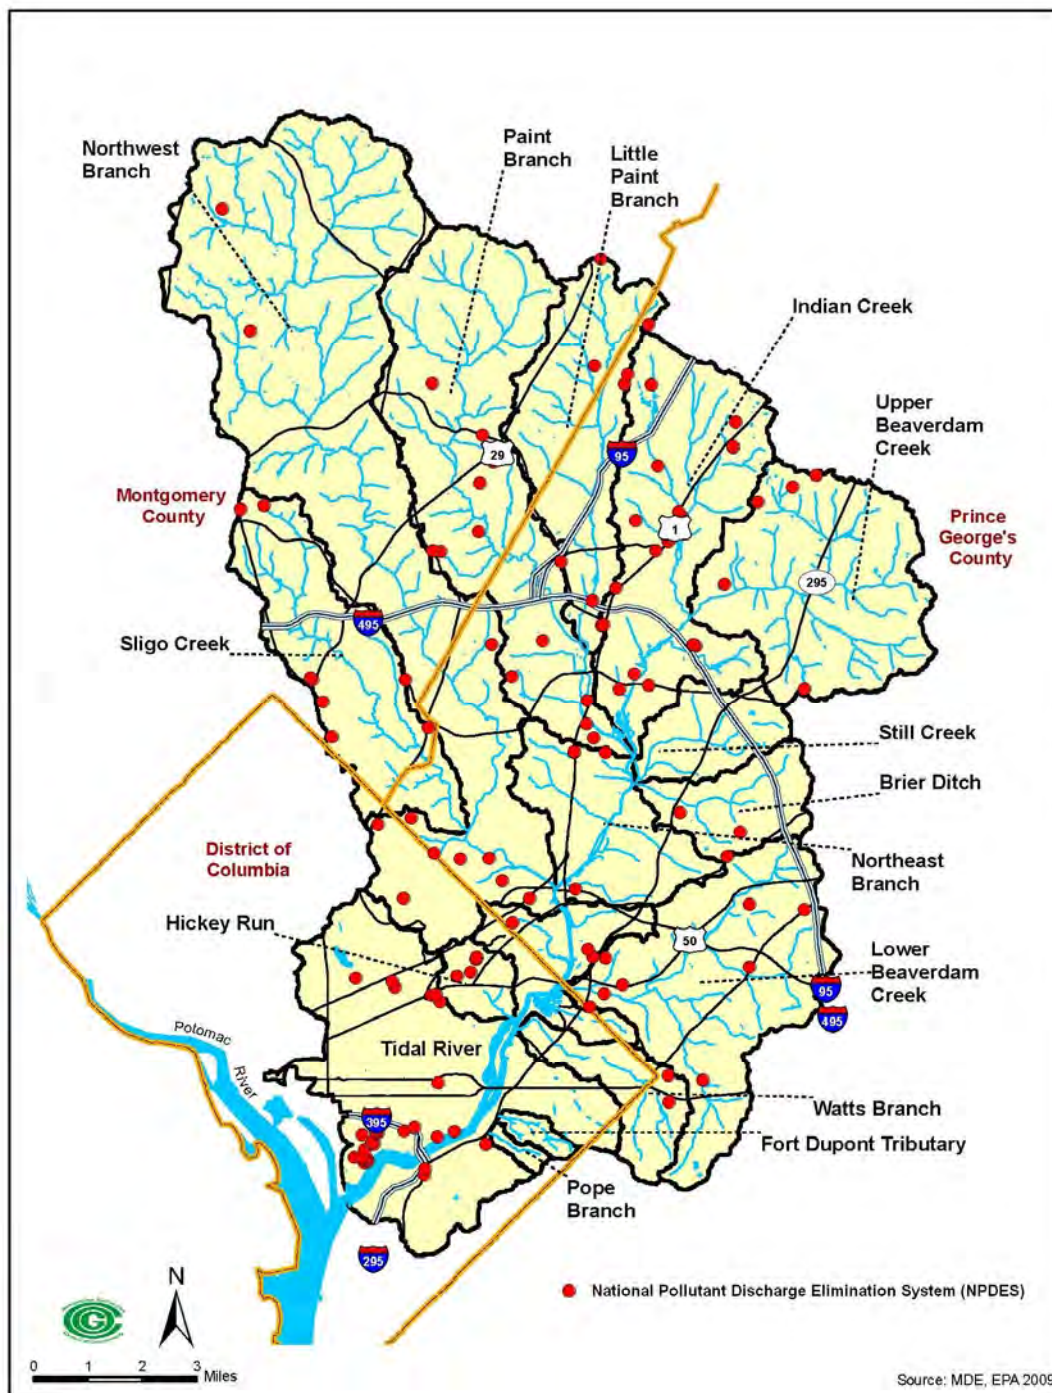 Northwest
Branch
Paint
Branch
Little
Paint
Branch
Indian Creek
Upper
Beaverdam
Creek
29
95
Montgomery
County
1
Prince
George's
County
295
495
Sligo Creek
Still Creek
Brier Ditch
District of
Columbia
Northeast
Branch
Hickey Run
50
Lower
Beaverdam
Creek
95
495
Potomac
River
Tidal River
395
Watts Branch
Fort Dupont Tributary
Pope
Branch
295
N
National Pollutant Discharge Elimination System (NPDES)
0 1 2 3
Miles
Source: MDE, EPA 2009